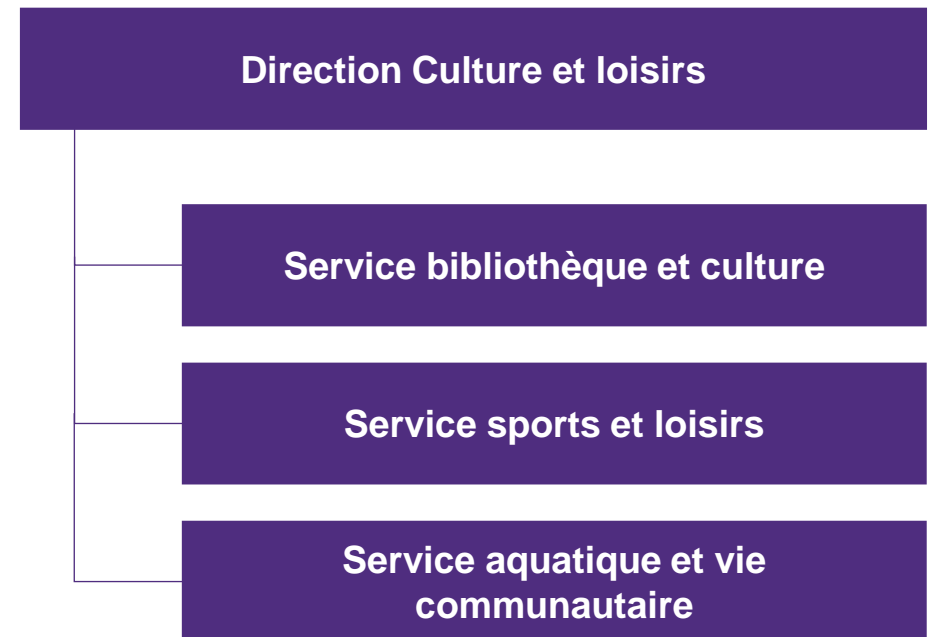 Direction Culture et loisirs
Service bibliothèque et culture
Service sports et loisirs
Service aquatique et vie
communautaire